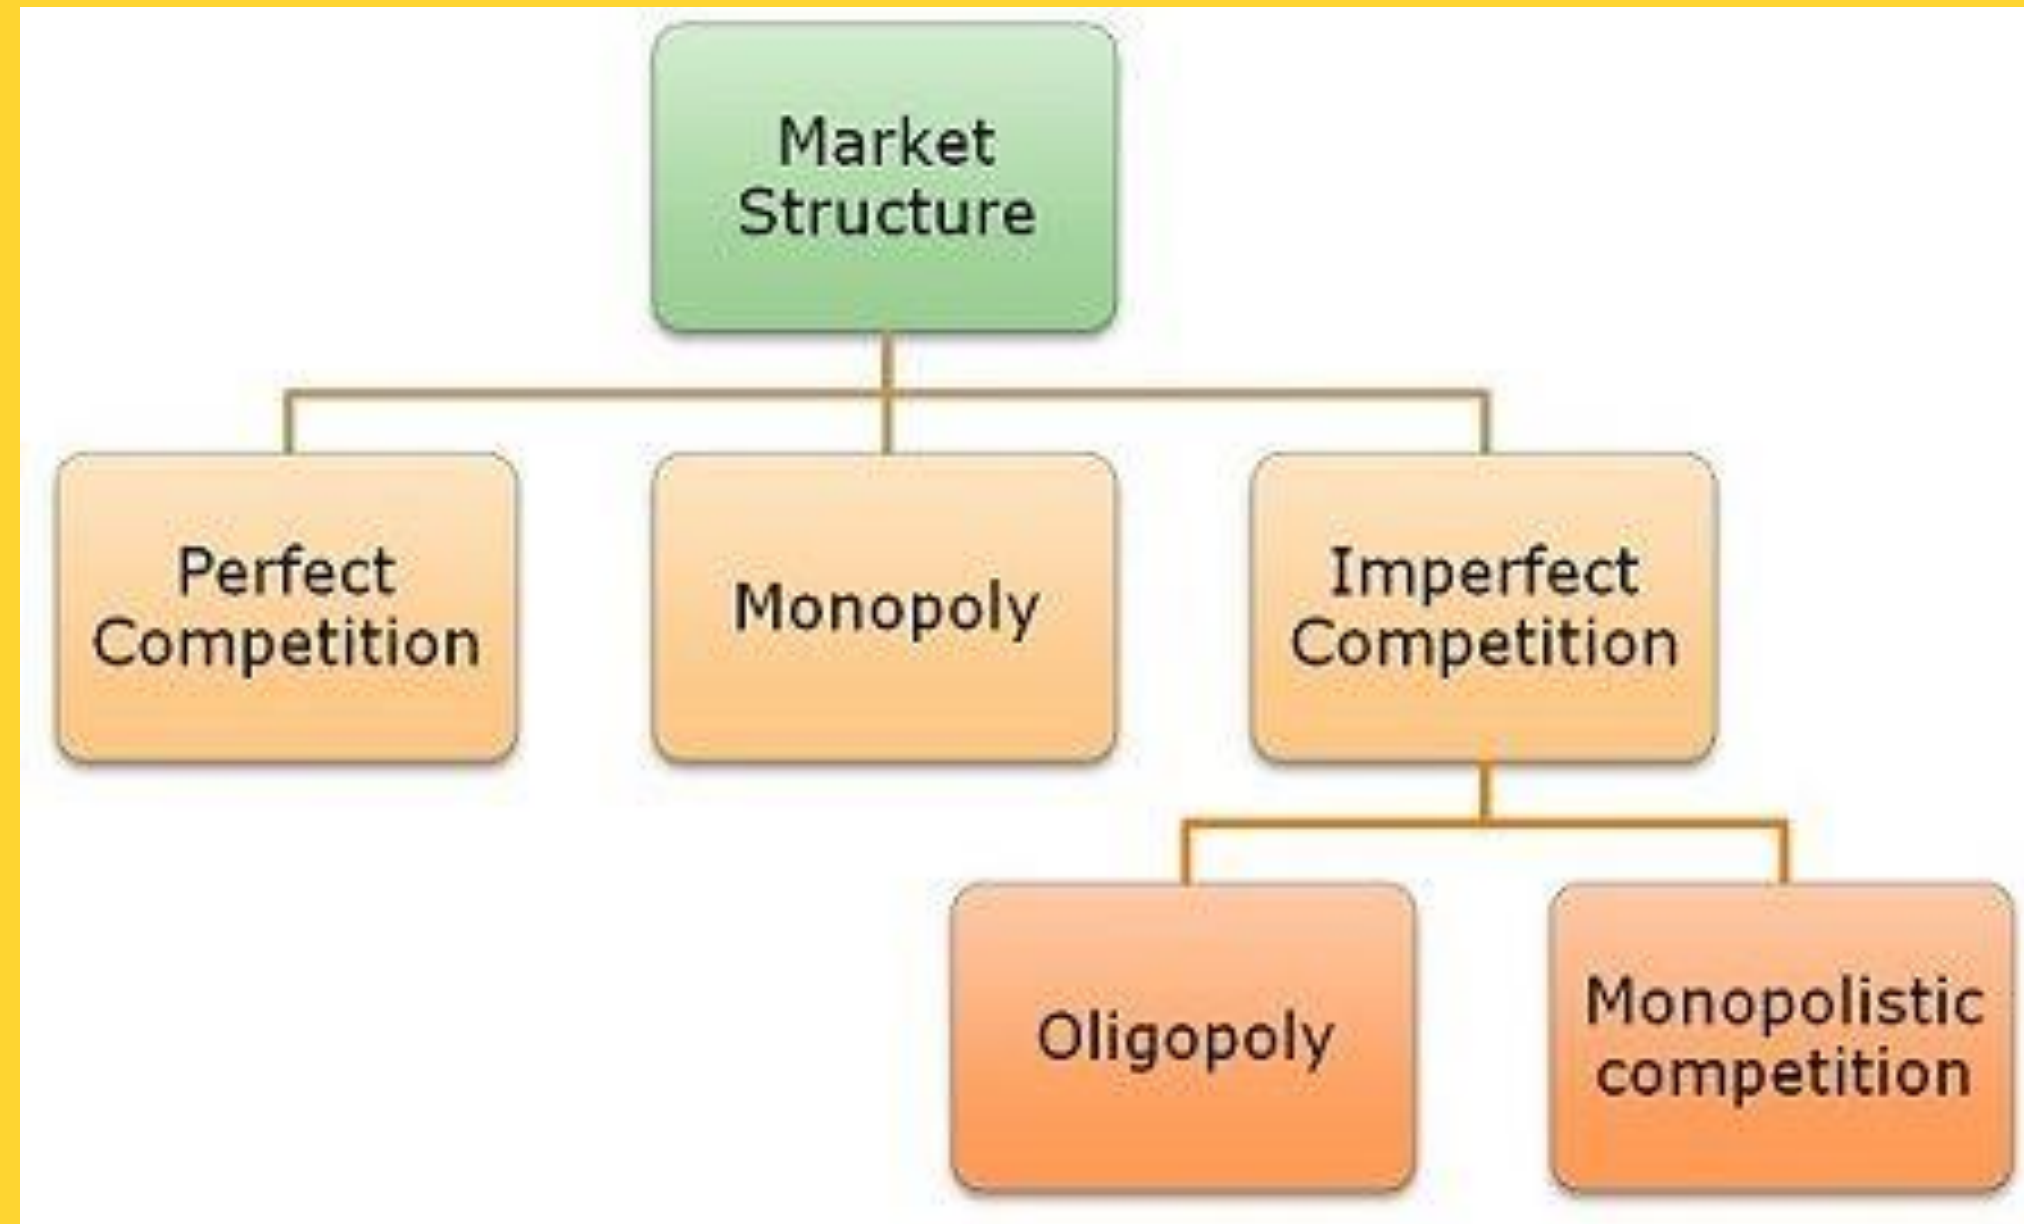 Market
Structure
Perfect
Competition
Monopoly
Imperfect
Competition
Oligopoly
Monopolistic
competition